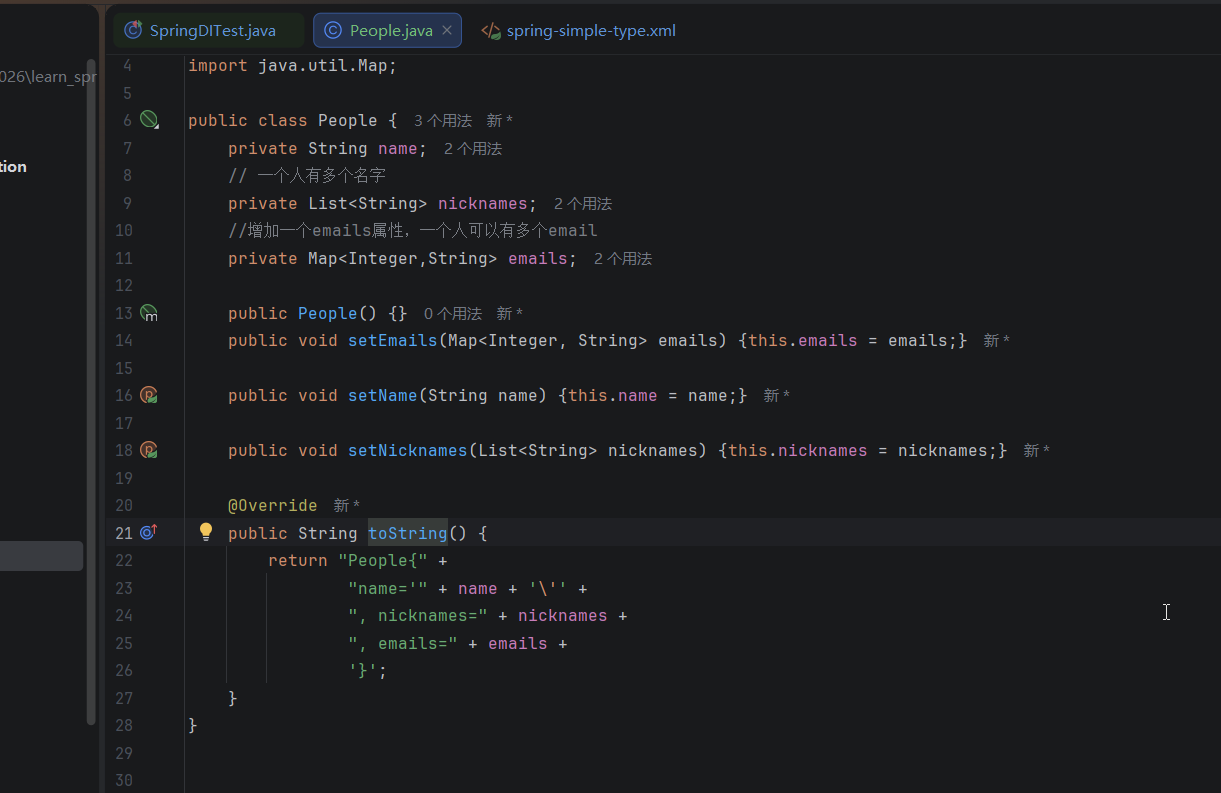 SpringDITest.java People.java spring-simple-type.xml
026\learn_spr
tion
4 import java.util.Map;
5
6 public class People { 3 个用法 新 *
7 private String name; 2 个用法
8 // 一个人有多个名字
9 private List<String> nicknames; 2 个用法
10 //增加一个emails属性，一个人可以有多个email
11 private Map<Integer,String> emails; 2 个用法
12
13 public People() {} 0 个用法 新 *
14 public void setEmails(Map<Integer, String> emails) {this.emails = emails;} 新 *
15
16 public void setName(String name) {this.name = name;} 新 *
17
18 public void setNicknames(List<String> nicknames) {this.nicknames = nicknames;} 新 *
19
20 @Override 新 *
21 public String toString() {
22 return "People{" +
23 "name='" + name + '\'' +
24 ", nicknames=" + nicknames +
25 ", emails=" + emails +
26 '}';
27 }
28 }
29
30